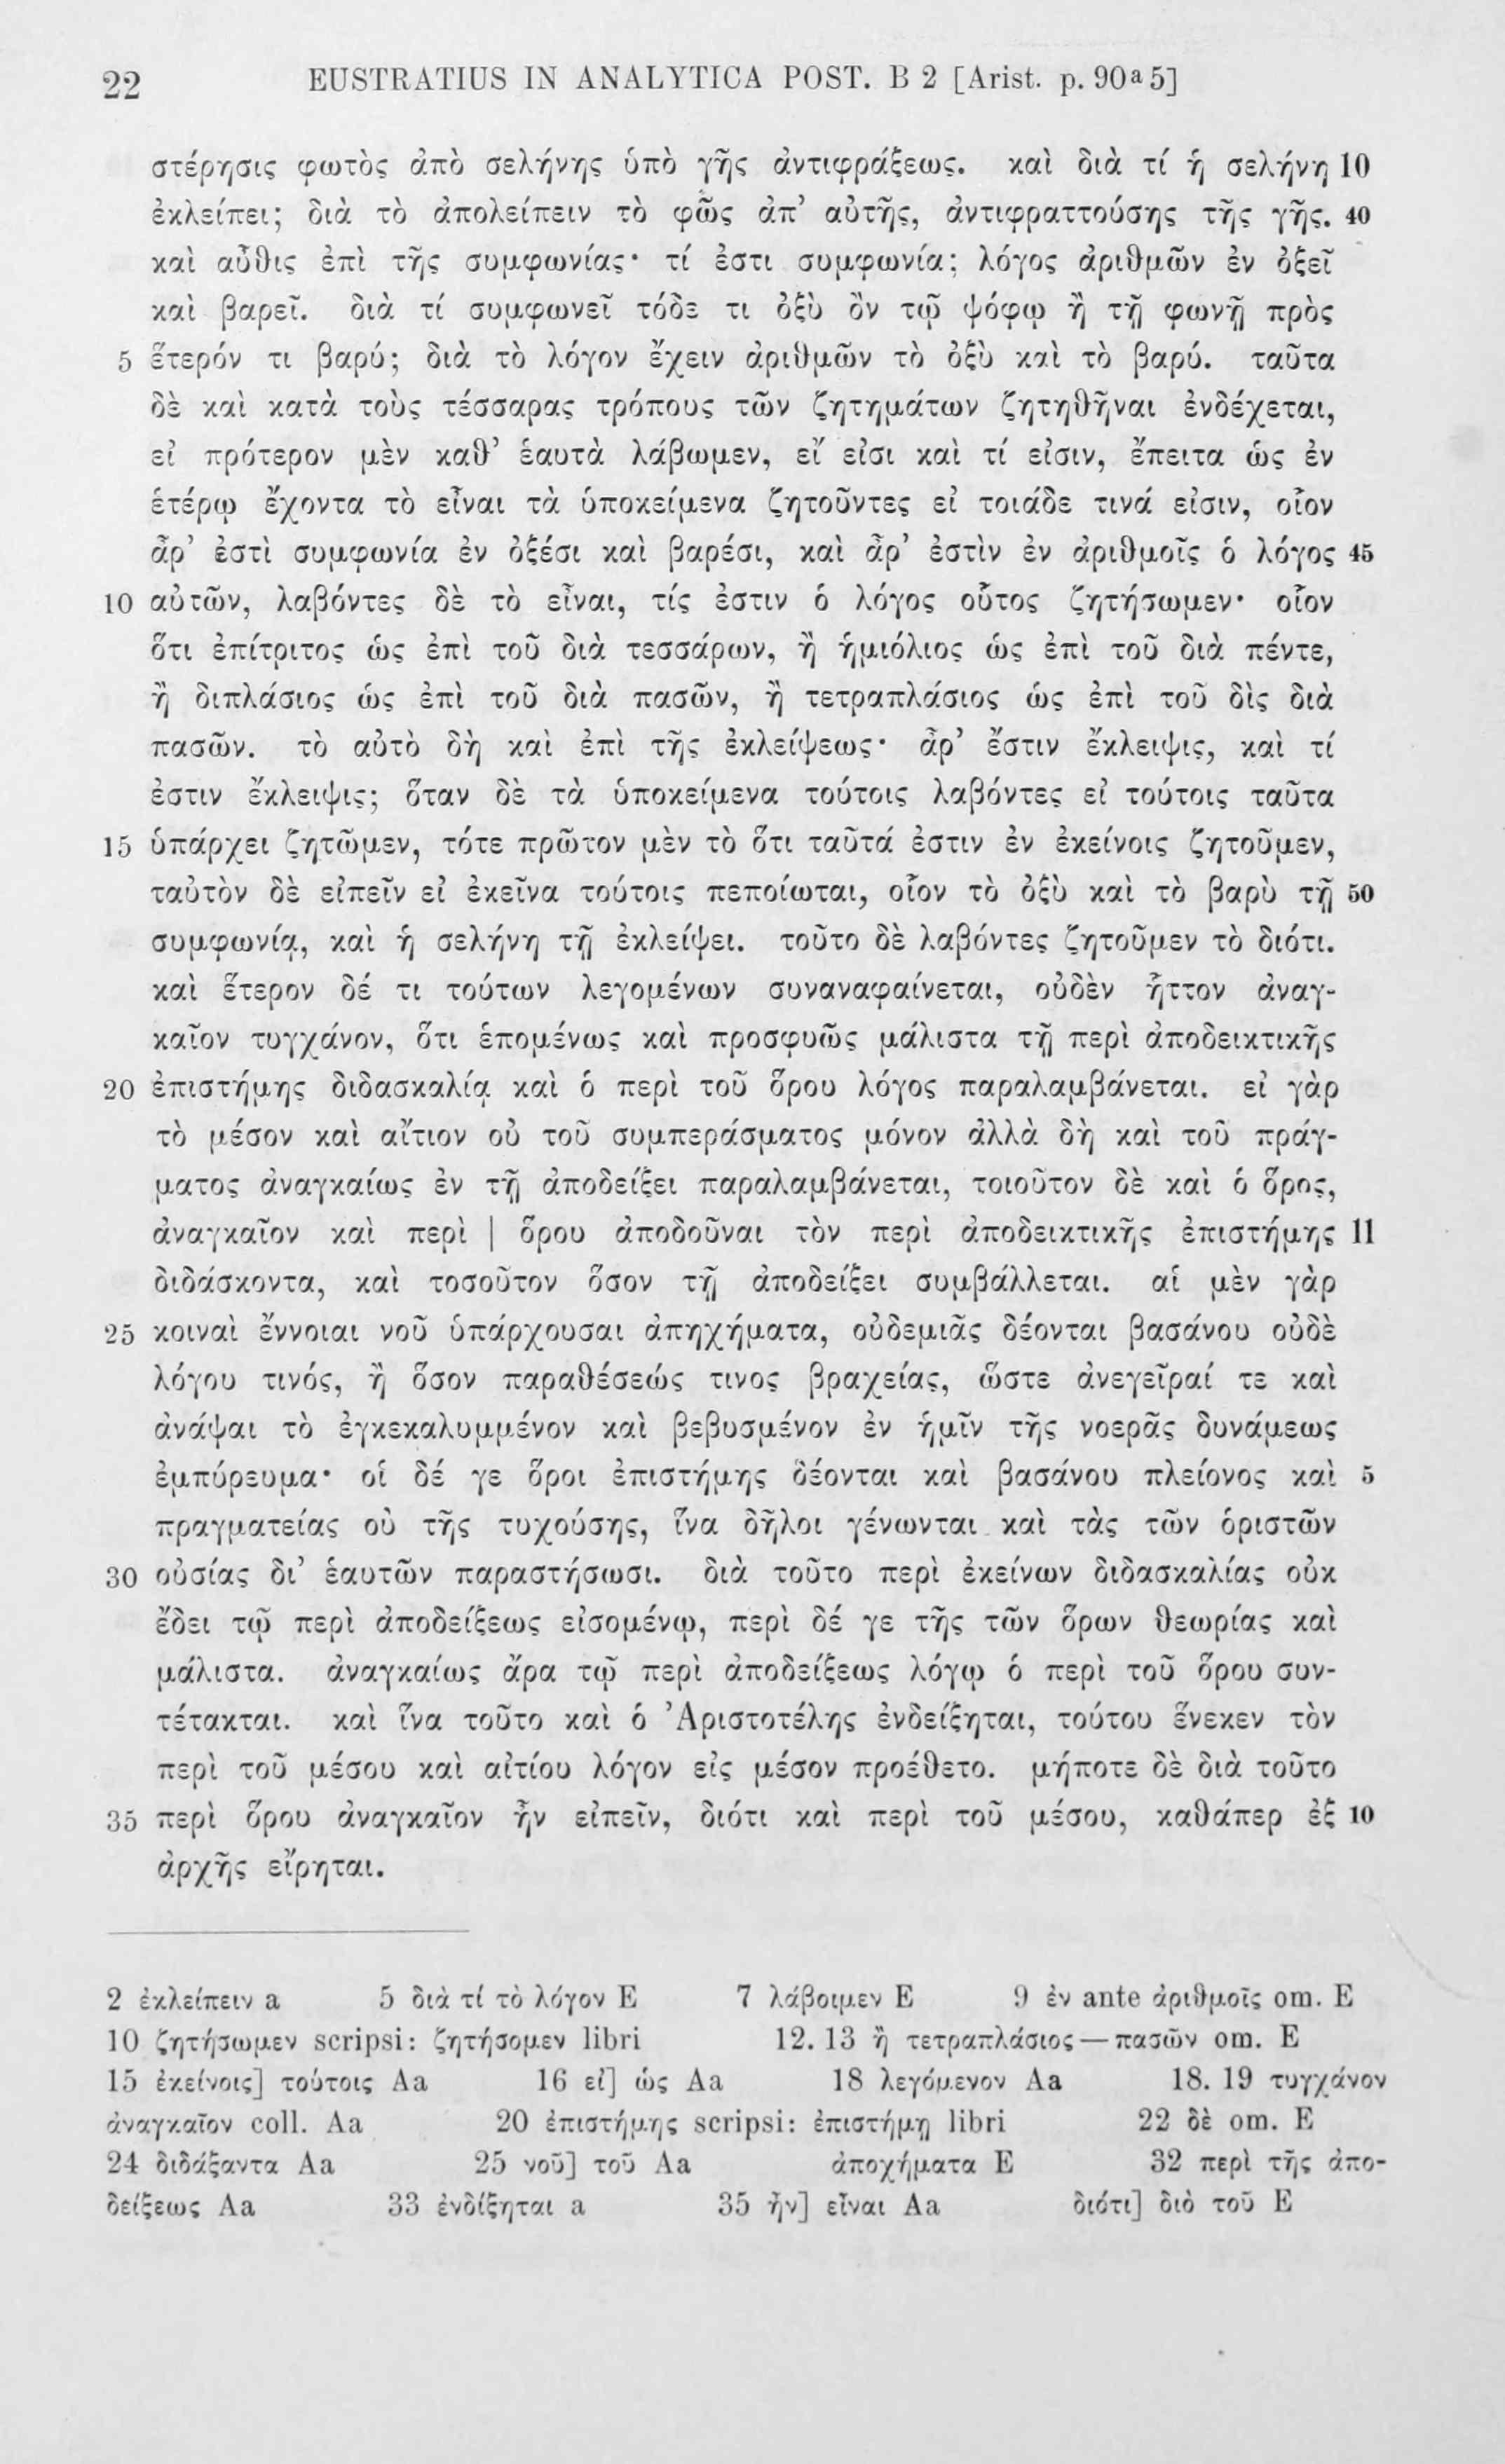 22 EUSTRATIUS IN ANALYTICA POST. B 2 [Arist. p. 90a5]
στέρησις φωτὸς ἀπὸ σελήνης ὑπὸ γῆς ἀντιφράξεως. καὶ διὰ τί ἡ σελήνη 10
ἐκλείπει; διὰ τὸ ἀπολείπειν τὸ φῶς ἀπ’ αὐτῆς, ἀντιφραττούσης τῆς γῆς. 40
καὶ αὖθις ἐπὶ τῆς συμφωνίας· τί ἐστι συμφωνία; λόγος ἀριθμῶν ἐν ὀξεῖ
καὶ βαρεῖ. διὰ τί συμφωνεῖ τόδε τι ὀξὺ ὂν τῷ ψόφῳ ἢ τῇ φωνῇ πρὸς
5 ἕτερόν τι βαρύ; διὰ τὸ λόγον ἔχειν ἀριθμῶν τὸ ὀξὺ καὶ τὸ βαρύ. ταῦτα
δὲ καὶ κατὰ τοὺς τέσσαρας τρόπους τῶν ζητημάτων ζητηθῆναι ἐνδέχεται,
εἰ πρότερον μὲν καθ’ ἑαυτὰ λάβωμεν, εἴ εἰσι καὶ τί εἰσιν, ἔπειτα ὡς ἐν
ἑτέρῳ ἔχοντα τὸ εἶναι τὰ ὑποκείμενα ζητοῦντες εἰ τοιάδε τινά εἰσιν, οἷον
ἆρ’ ἐστὶ συμφωνία ἐν ὀξέσι καὶ βαρέσι, καὶ ἆρ’ ἐστὶν ἐν ἀριθμοῖς ὁ λόγος 45
10 αὐτῶν, λαβόντες δὲ τὸ εἶναι, τίς ἐστιν ὁ λόγος οὗτος ζητήσωμεν· οἷον
ὅτι ἐπίτριτος ὡς ἐπὶ τοῦ διὰ τεσσάρων, ἢ ἡμιόλιος ὡς ἐπὶ τοῦ διὰ πέντε,
ἢ διπλάσιος ὡς ἐπὶ τοῦ διὰ πασῶν, ἢ τετραπλάσιος ὡς ἐπὶ τοῦ δὶς διὰ
πασῶν. τὸ αὐτὸ δὴ καὶ ἐπὶ τῆς ἐκλείψεως· ἆρ’ ἔστιν ἔκλειψις, καὶ τί
ἐστιν ἔκλειψις; ὅταν δὲ τὰ ὑποκείμενα τούτοις λαβόντες εἰ τούτοις ταῦτα
15 ὑπάρχει ζητῶμεν, τότε πρῶτον μὲν τὸ ὅτι ταῦτά ἐστιν ἐν ἐκείνοις ζητοῦμεν,
ταὐτὸν δὲ εἰπεῖν εἰ ἐκεῖνα τούτοις πεποίωται, οἷον τὸ ὀξὺ καὶ τὸ βαρὺ τῇ 50
συμφωνίᾳ, καὶ ἡ σελήνη τῇ ἐκλείψει. τοῦτο δὲ λαβόντες ζητοῦμεν τὸ διότι.
καὶ ἕτερον δέ τι τούτων λεγομένων συναναφαίνεται, οὐδὲν ἧττον ἀναγ-
καῖον τυγχάνον, ὅτι ἑπομένως καὶ προσφυῶς μάλιστα τῇ περὶ ἀποδεικτικῆς
20 ἐπιστήμης διδασκαλίᾳ καὶ ὁ περὶ τοῦ ὅρου λόγος παραλαμβάνεται. εἰ γὰρ
τὸ μέσον καὶ αἴτιον οὐ τοῦ συμπεράσματος μόνον ἀλλὰ δὴ καὶ τοῦ πράγ-
ματος ἀναγκαίως ἐν τῇ ἀποδείξει παραλαμβάνεται, τοιοῦτον δὲ καὶ ὁ ὅρος,
ἀναγκαῖον καὶ περὶ | ὅρου ἀποδοῦναι τὸν περὶ ἀποδεικτικῆς ἐπιστήμης 11
διδάσκοντα, καὶ τοσοῦτον ὅσον τῇ ἀποδείξει συμβάλλεται. αἱ μὲν γὰρ
25 κοιναὶ ἔννοιαι νοῦ ὑπάρχουσαι ἀπηχήματα, οὐδεμιᾶς δέονται βασάνου οὐδὲ
λόγου τινός, ἢ ὅσον παραθέσεώς τινος βραχείας, ὥστε ἀνεγεῖραί τε καὶ
ἀνάψαι τὸ ἐγκεκαλυμμένον καὶ βεβυσμένον ἐν ἡμῖν τῆς νοερᾶς δυνάμεως
ἐμπύρευμα· οἱ δέ γε ὅροι ἐπιστήμης δέονται καὶ βασάνου πλείονος καὶ 5
πραγματείας οὐ τῆς τυχούσης, ἵνα δῆλοι γένωνται καὶ τὰς τῶν ὁριστῶν
30 οὐσίας δι’ ἑαυτῶν παραστήσωσι. διὰ τοῦτο περὶ ἐκείνων διδασκαλίας οὐκ
ἔδει τῷ περὶ ἀποδείξεως εἰσομένῳ, περὶ δέ γε τῆς τῶν ὅρων θεωρίας καὶ
μάλιστα. ἀναγκαίως ἄρα τῷ περὶ ἀποδείξεως λόγῳ ὁ περὶ τοῦ ὅρου συν-
τέτακται. καὶ ἵνα τοῦτο καὶ ὁ Ἀριστοτέλης ἐνδείξηται, τούτου ἕνεκεν τὸν
περὶ τοῦ μέσου καὶ αἰτίου λόγον εἰς μέσον προέθετο. μήποτε δὲ διὰ τοῦτο
35 περὶ ὅρου ἀναγκαῖον ἦν εἰπεῖν, διότι καὶ περὶ τοῦ μέσου, καθάπερ ἐξ 10
ἀρχῆς εἴρηται.
2 ἐκλείπειν a 5 διὰ τί τὸ λόγον E 7 λάβοιμεν E 9 ἐν ante ἀριθμοῖς om. E
10 ζητήσωμεν scripsi: ζητήσομεν libri 12. 13 ἢ τετραπλάσιος — πασῶν om. E
15 ἐκείνοις] τούτοις Aa 16 εἰ] ὡς Aa 18 λεγόμενον Aa 18. 19 τυγχάνον
ἀναγκαῖον coll. Aa 20 ἐπιστήμης scripsi: ἐπιστήμῃ libri 22 δὲ om. E
24 διδάξαντα Aa 25 νοῦ] τοῦ Aa ἀποχήματα E 32 περὶ τῆς ἀπο-
δείξεως Aa 33 ἐνδίξηται a 35 ἦν] εἶναι Aa διότι] διὸ τοῦ E